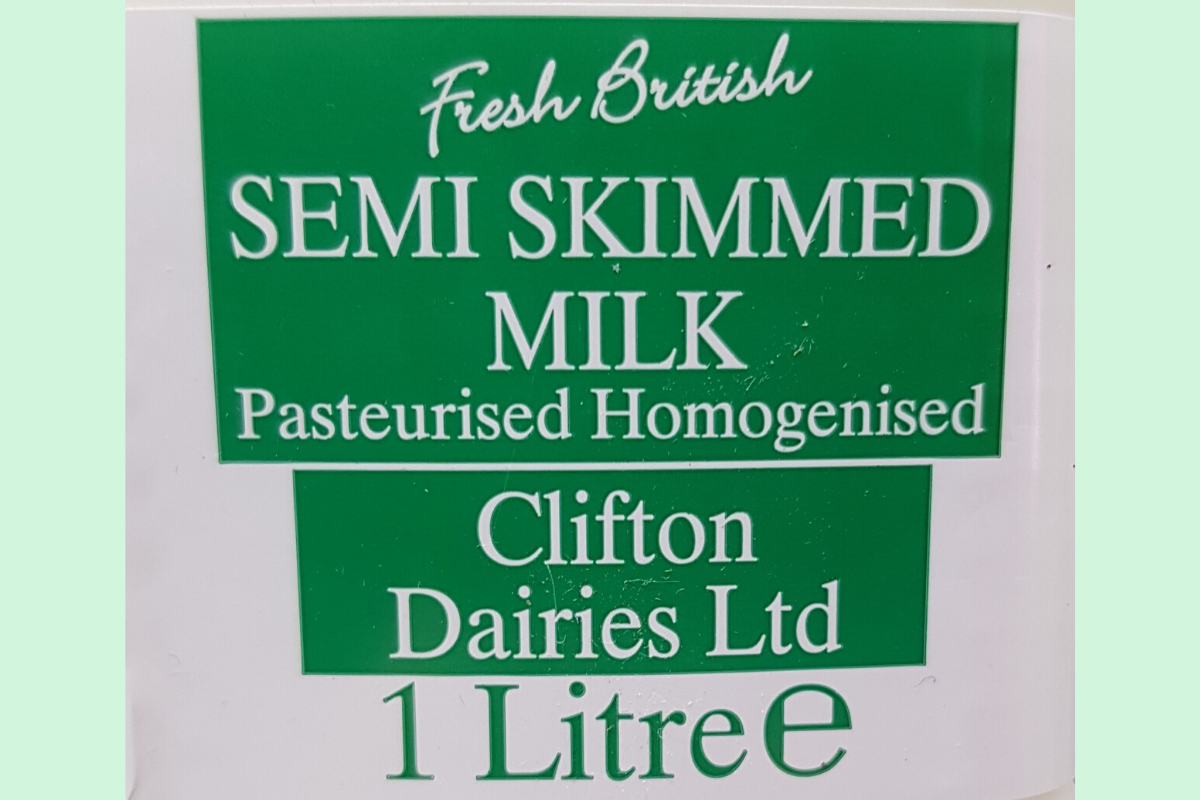 Fresh British
SEMI SKIMMED
MILK
Pasteurised Homogenised
Clifton
Dairies Ltd
1 Litre ℮